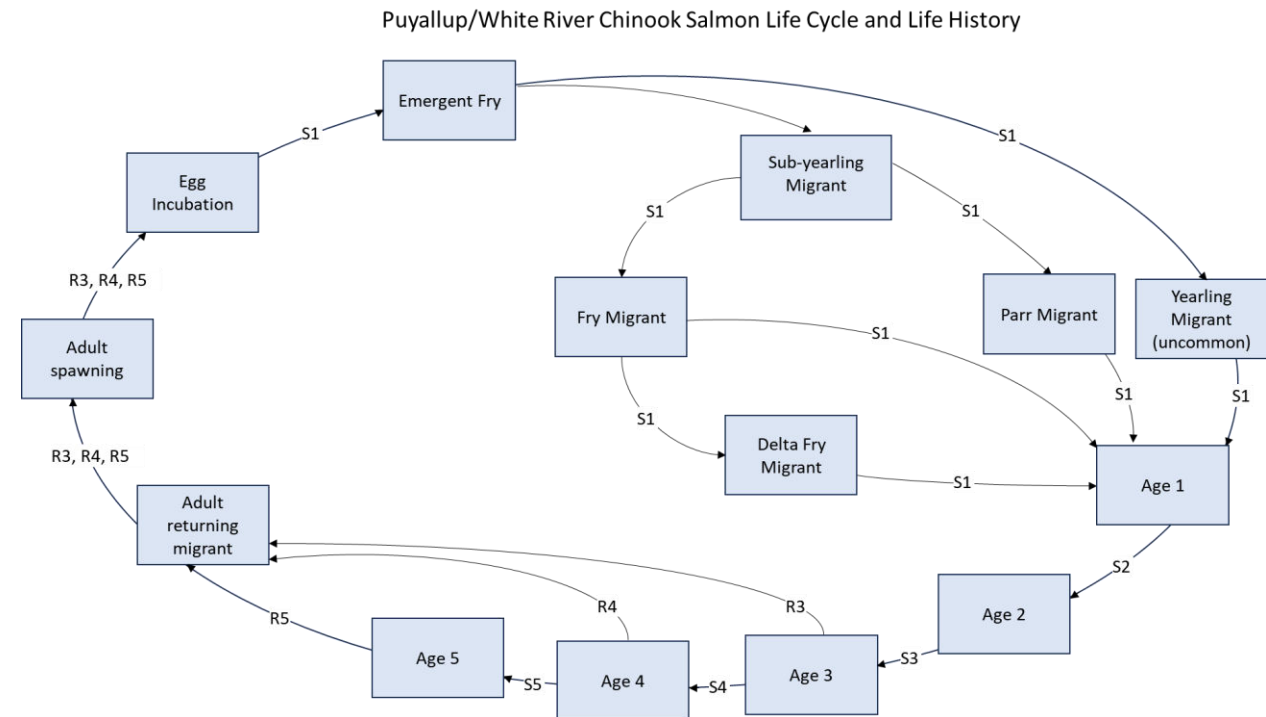 Puyallup/White River Chinook Salmon Life Cycle and Life History
Emergent Fry
S1
S1
Sub-yearling
Migrant
Egg
Incubation
S1
S1
R3, R4, R5
Fry Migrant
Parr Migrant
Yearling
Migrant
(uncommon)
Adult
spawning
S1
S1
S1
S1
Delta Fry
Migrant
R3, R4, R5
S1
Age 1
Adult
returning
migrant
S2
Age 2
R4
R3
R5
Age 5
S5
Age 4
S4
Age 3
S3